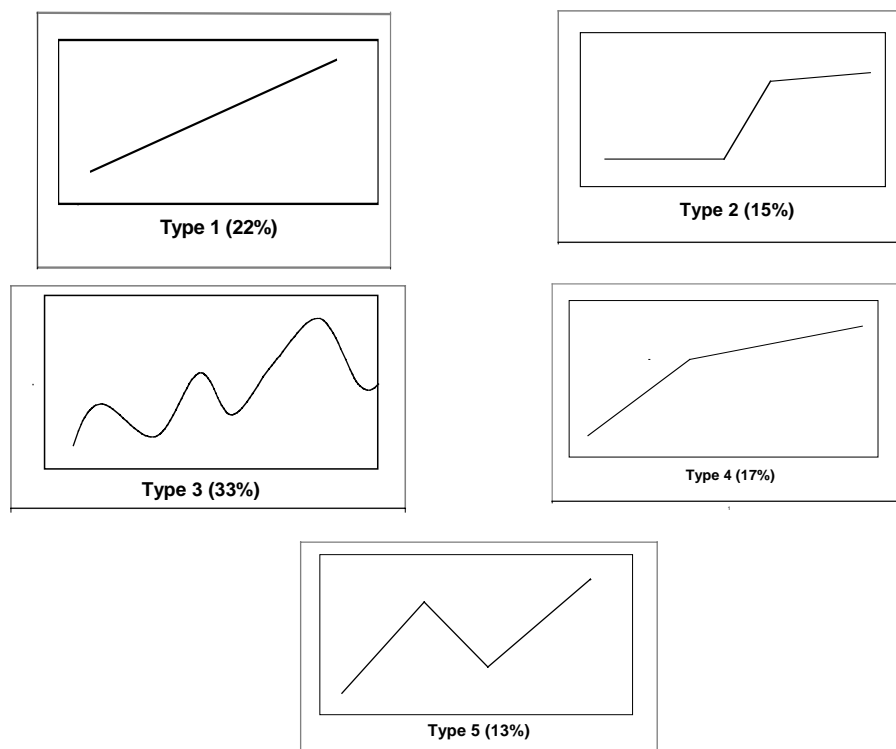 Type 1 (22%)
Type 2 (15%)
Type 3 (33%)
Type 4 (17%)
Type 5 (13%)